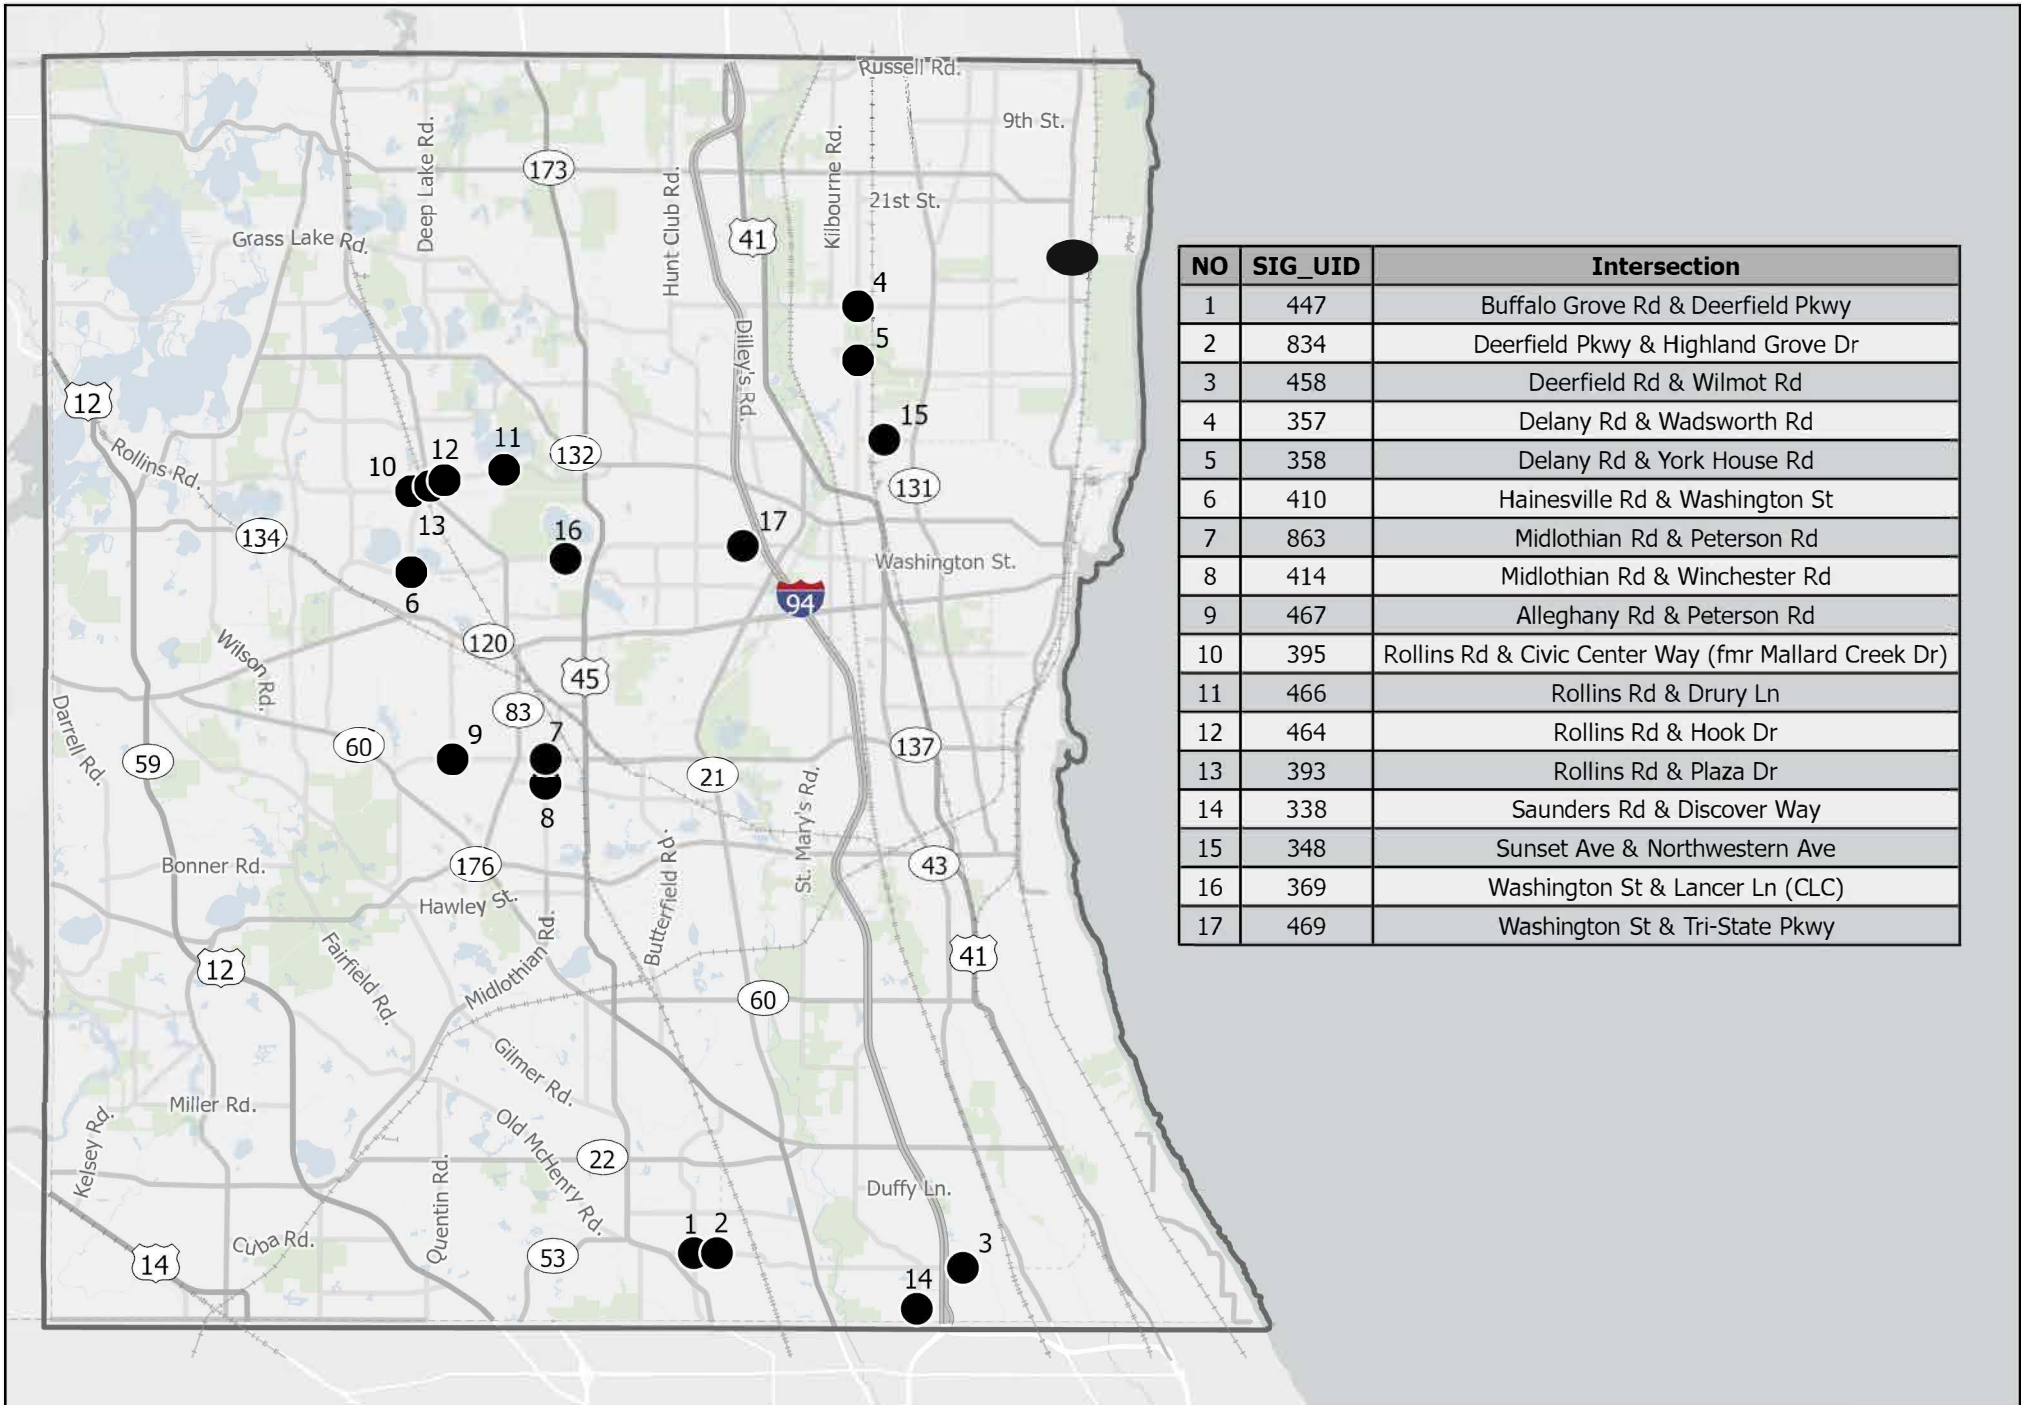 Russell Rd.
9th St.
Deep Lake Rd.
Kilbourne Rd.
173
Hunt Club Rd.
21st St.
Grass Lake Rd.
41
4
Dilley's Rd.
5
12
Rollins Rd.
15
10
12
11
132
131
13
134
16
17
Washington St.
6
94
120
Wilson Rd.
45
Darrell Rd.
83
9
7
60
59
137
21
8
St. Mary's Rd.
Bonner Rd.
176
43
Hawley St.
Butterfield Rd.
Fairfield Rd.
12
Midlothian Rd.
41
60
Gilmer Rd.
Miller Rd.
Kelsey Rd.
Old McHenry Rd.
22
Quentin Rd.
Duffy Ln.
Cuba Rd.
1
2
3
14
53
14
NO SIG_UID Intersection
1 447 Buffalo Grove Rd & Deerfield Pkwy
2 834 Deerfield Pkwy & Highland Grove Dr
3 458 Deerfield Rd & Wilmot Rd
4 357 Delany Rd & Wadsworth Rd
5 358 Delany Rd & York House Rd
6 410 Hainesville Rd & Washington St
7 863 Midlothian Rd & Peterson Rd
8 414 Midlothian Rd & Winchester Rd
9 467 Alleghany Rd & Peterson Rd
10 395 Rollins Rd & Civic Center Way (fmr Mallard Creek Dr)
11 466 Rollins Rd & Drury Ln
12 464 Rollins Rd & Hook Dr
13 393 Rollins Rd & Plaza Dr
14 338 Saunders Rd & Discover Way
15 348 Sunset Ave & Northwestern Ave
16 369 Washington St & Lancer Ln (CLC)
17 469 Washington St & Tri-State Pkwy